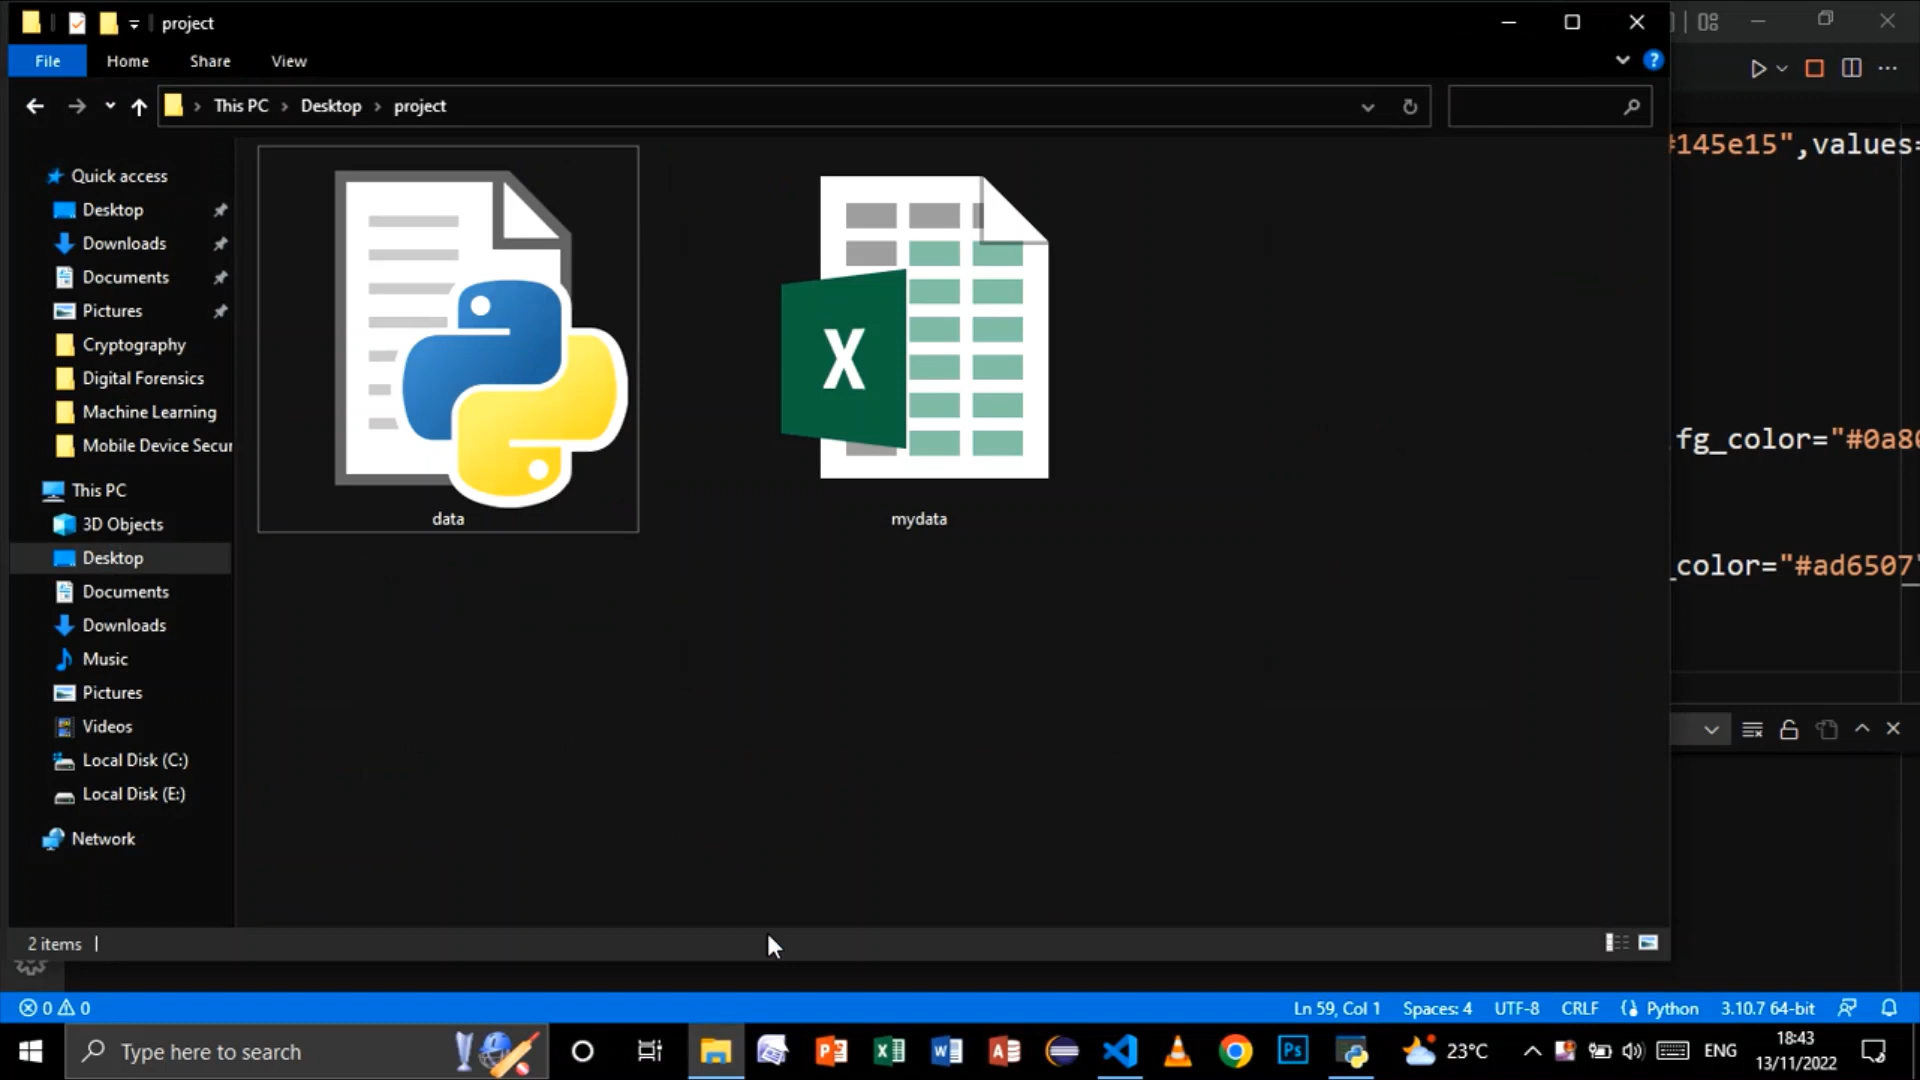 project
File Home Share View
This PC Desktop project
Quick access
Desktop
Downloads
Documents
Pictures
Cryptography
Digital Forensics
Machine Learning
Mobile Device Secur
This PC
3D Objects
Desktop
Documents
Downloads
Music
Pictures
Videos
Local Disk (C:)
Local Disk (E:)
Network
X
data
mydata
2 items
#145e15",values=
fg_color="#0a80
_color="#ad6507"
0 0
Ln 59, Col 1 Spaces: 4 UTF-8 CRLF Python 3.10.7 64-bit
Type here to search
23°C
ENG
18:43
13/11/2022